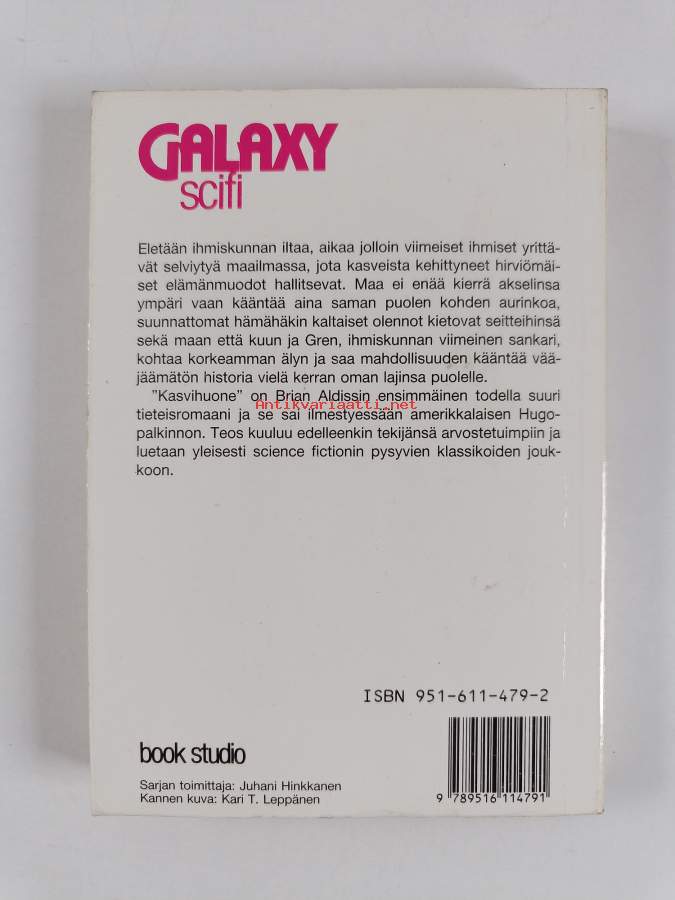 GALAXY
scifi
Eletään ihmiskunnan iltaa, aikaa jolloin viimeiset ihmiset yrittä-
vät selviytyä maailmassa, jota kasveista kehittyneet hirviömäi-
set elämänmuodot hallitsevat. Maa ei enää kierrä akselinsa
ympäri vaan kääntää aina saman puolen kohden aurinkoa,
suunnattomat hämähäkin kaltaiset olennot kietovat seitteihinsä
sekä maan että kuun ja Gren, ihmiskunnan viimeinen sankari,
kohtaa korkeamman älyn ja saa mahdollisuuden kääntää vää-
jäämätön historia vielä kerran oman lajinsa puolelle.
"Kasvihuone" on Brian Aldissin ensimmäinen todella suuri
Antikvariaatti.net
tieteisromaani ja se sai ilmestyessään amerikkalaisen Hugo-
palkinnon. Teos kuuluu edelleenkin tekijänsä arvostetuimpiin ja
luetaan yleisesti science fictionin pysyvien klassikoiden jouk-
koon.
ISBN 951-611-479-2
book studio
Sarjan toimittaja: Juhani Hinkkanen
Kannen kuva: Kari T. Leppänen
9 789516 114791